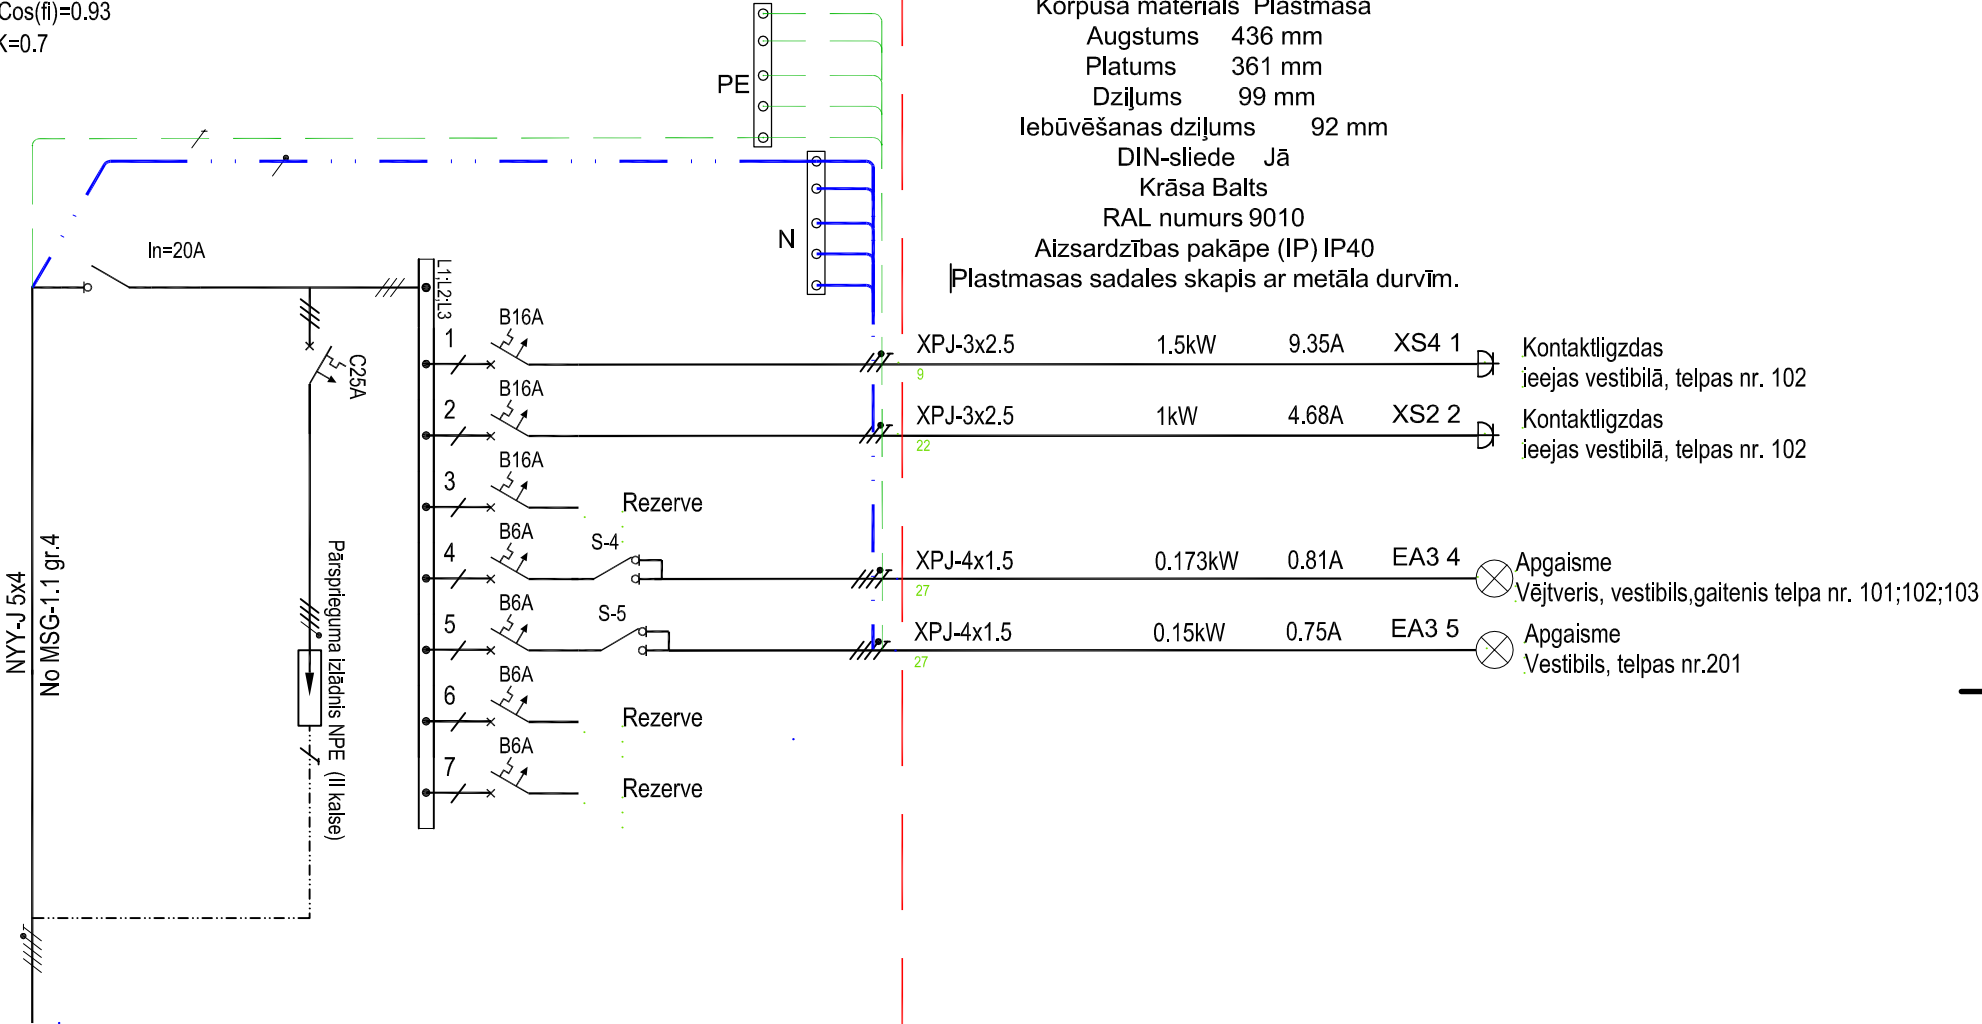 Cos(fi)=0.93
K=0.7
Korpusa materiāls Plastmasa
Augstums 436 mm
Platums 361 mm
Dziļums 99 mm
Iebūvēšanas dziļums 92 mm
DIN-sliede Jā
Krāsa Balts
RAL numurs 9010
Aizsardzības pakāpe (IP) IP40
Plastmasas sadales skapis ar metāla durvīm.
PE
N
In=20A
L1;L2;L3
C25A
Pārsprieguma izlādnis NPE (II kalse)
NYY-J 5x4
No MSG-1.1 gr.4
1 B16A XPJ-3x2.5 1.5kW 9.35A XS4 1 Kontaktligzdas
9
ieejas vestibilā, telpas nr. 102
2 B16A XPJ-3x2.5 1kW 4.68A XS2 2 Kontaktligzdas
22
ieejas vestibilā, telpas nr. 102
3 B16A Rezerve
4 B6A S-4 XPJ-4x1.5 0.173kW 0.81A EA3 4 Apgaisme
27
Vējtveris, vestibils,gaitenis telpa nr. 101;102;103
5 B6A S-5 XPJ-4x1.5 0.15kW 0.75A EA3 5 Apgaisme
27
Vestibils, telpas nr.201
6 B6A Rezerve
7 B6A Rezerve